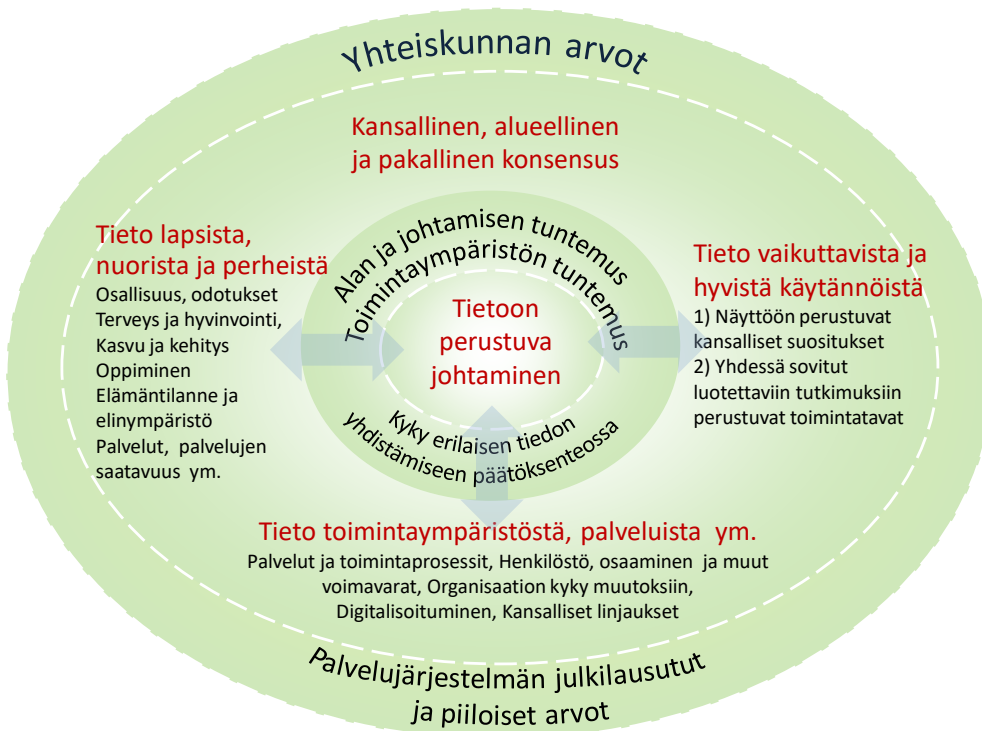 Yhteiskunnan arvot
Kansallinen, alueellinen
ja pakallinen konsensus
Alan ja johtamisen tuntemus
Toimintaympäristön tuntemus
Tieto lapsista,
nuorista ja perheistä
Osallisuus, odotukset
Terveys ja hyvinvointi,
Kasvu ja kehitys
Oppiminen
Elämäntilanne ja
elinympäristö
Palvelut, palvelujen
saatavuus ym.
Tietoon
perustuva
johtaminen
Tieto vaikuttavista ja
hyvistä käytännöistä
1) Näyttöön perustuvat
kansalliset suositukset
2) Yhdessä sovitut
luotettaviin tutkimuksiin
perustuvat toimintatavat
Kyky erilaisen tiedon
yhdistämiseen päätöksenteossa
Tieto toimintaympäristöstä, palveluista ym.
Palvelut ja toimintaprosessit, Henkilöstö, osaaminen ja muut
voimavarat, Organisaation kyky muutoksiin,
Digitalisoituminen, Kansalliset linjaukset
Palvelujärjestelmän julkilausutut
ja piiloiset arvot